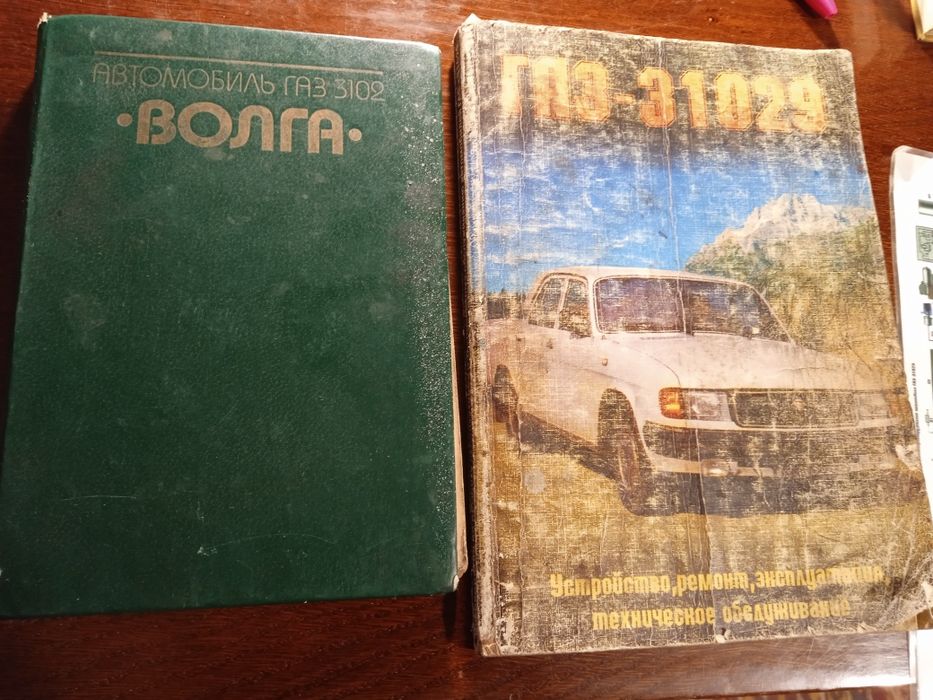 АВТОМОБИЛЬ ГАЗ 3102
·ВОЛГА·
ГАЗ-31029
Устройство, ремонт, эксплуатация,
техническое обслуживание